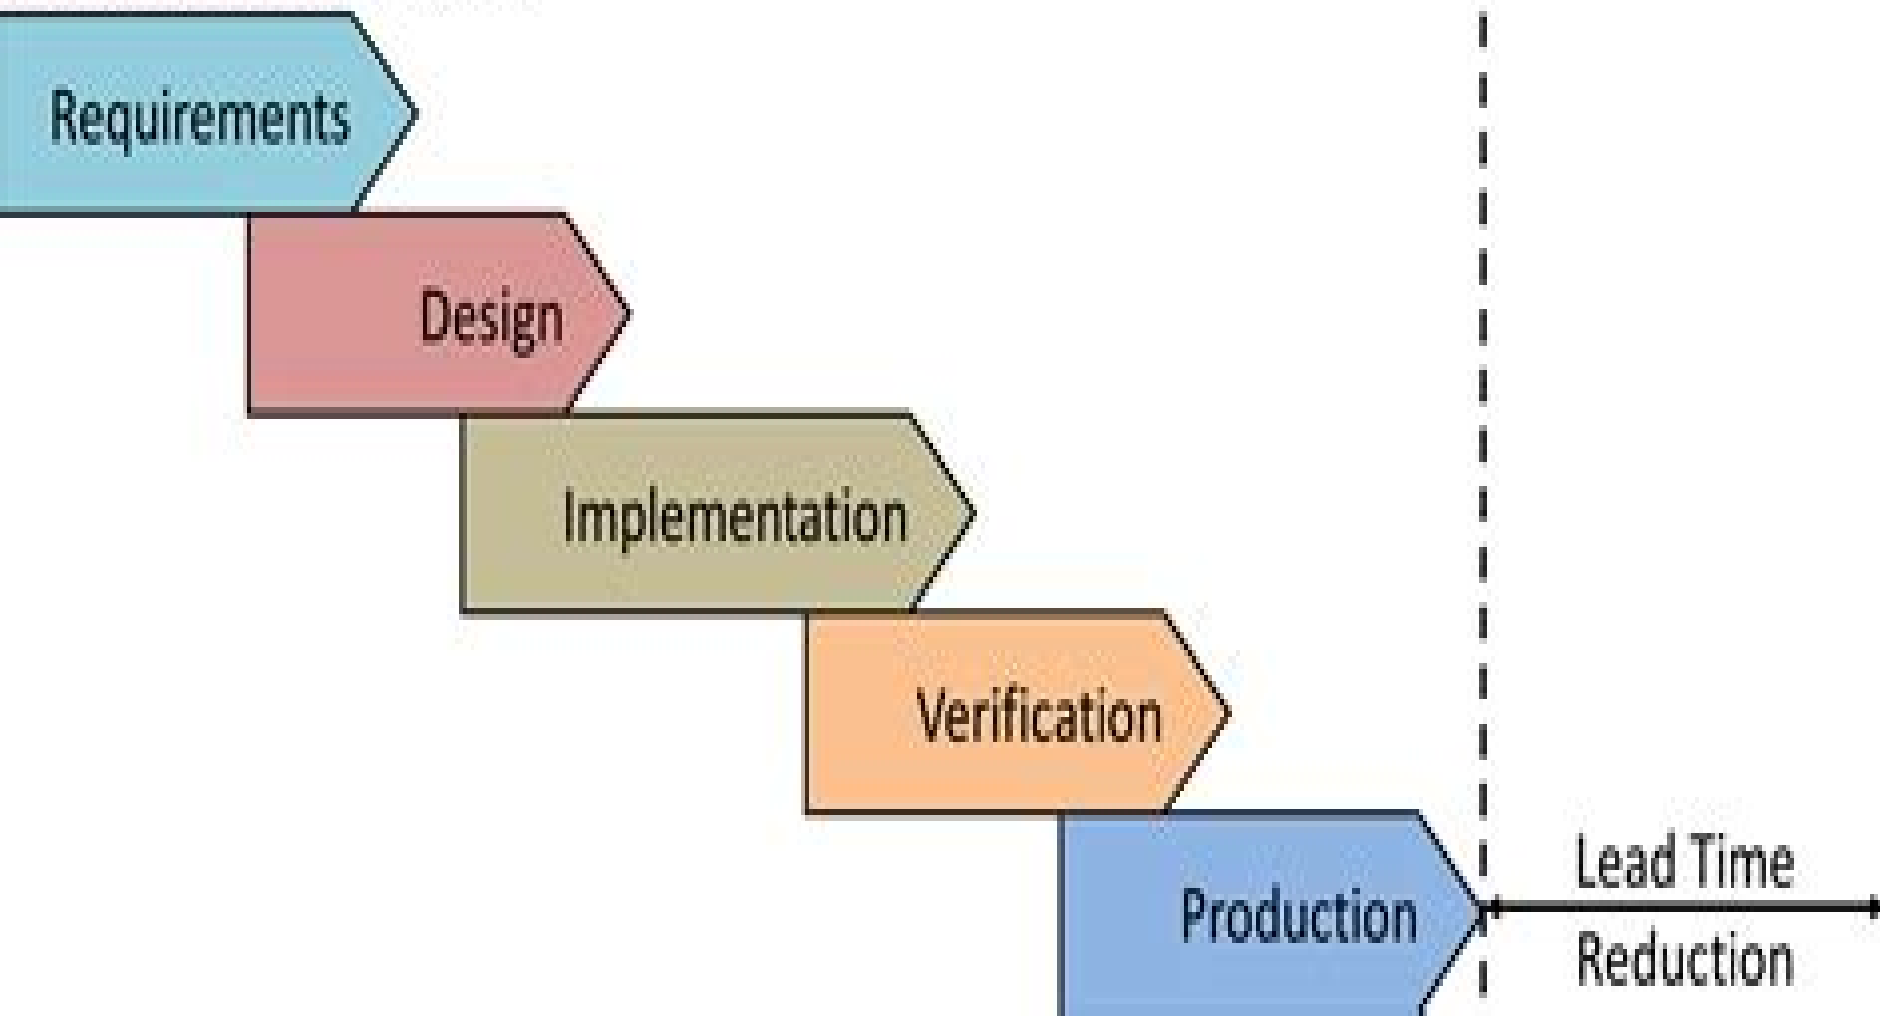 Requirements
Design
Implementation
Verification
Production
Lead Time
Reduction